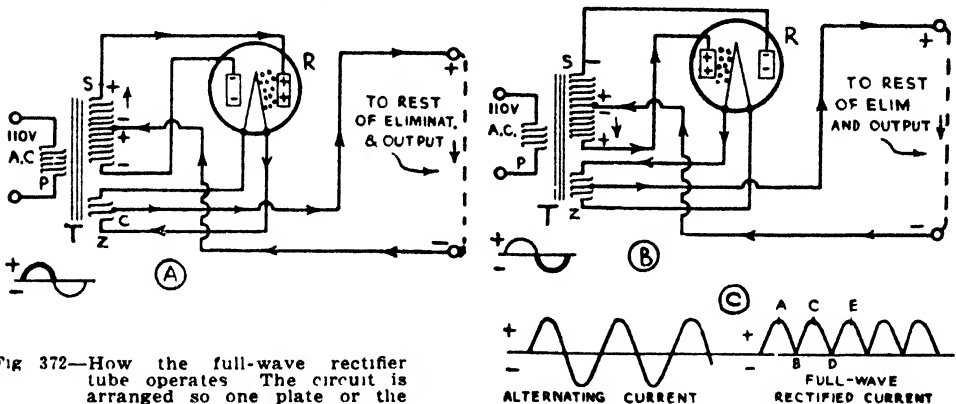 S
+
-
+
-
110V
A.C
P
T
C
Z
R
-
-
+
+
+
TO REST
OF ELIMINAT.
& OUTPUT
-
A
+
-
S
-
+
-
+
110V
A.C.
P
T
Z
R
+
+
-
-
+
TO REST
OF ELIM
AND OUTPUT
-
B
+
-
C
+
-
ALTERNATING CURRENT
A C E
+
-
B D
FULL-WAVE
RECTIFIED CURRENT
Fig 372—How the full-wave rectifier
tube operates The circuit is
arranged so one plate or the